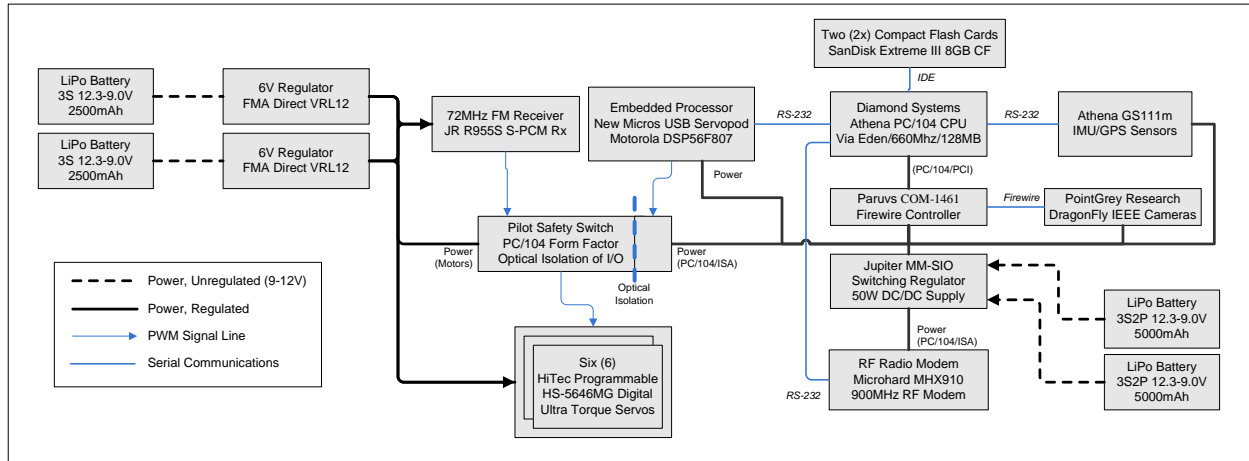 Two (2x) Compact Flash Cards
SanDisk Extreme III 8GB CF
IDE
LiPo Battery
3S 12.3-9.0V
2500mAh
6V Regulator
FMA Direct VRL12
LiPo Battery
3S 12.3-9.0V
2500mAh
6V Regulator
FMA Direct VRL12
72MHz FM Receiver
JR R955S S-PCM Rx
Embedded Processor
New Micros USB Servopod
Motorola DSP56F807
RS-232
Diamond Systems
Athena PC/104 CPU
Via Eden/660Mhz/128MB
RS-232
Athena GS111m
IMU/GPS Sensors
Power
(PC/104/PCI)
Paruvs COM-1461
Firewire Controller
Firewire
PointGrey Research
DragonFly IEEE Cameras
Power
(Motors)
Pilot Safety Switch
PC/104 Form Factor
Optical Isolation of I/O
Power
(PC/104/ISA)
Optical
Isolation
Jupiter MM-SIO
Switching Regulator
50W DC/DC Supply
LiPo Battery
3S2P 12.3-9.0V
5000mAh
Power
(PC/104/ISA)
RF Radio Modem
Microhard MHX910
900MHz RF Modem
RS-232
LiPo Battery
3S2P 12.3-9.0V
5000mAh
Six (6)
HiTec Programmable
HS-5646MG Digital
Ultra Torque Servos
Power, Unregulated (9-12V)
Power, Regulated
PWM Signal Line
Serial Communications